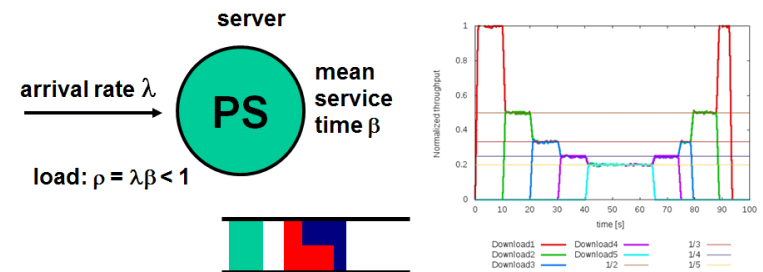 server
arrival rate λ
PS
mean
service
time β
load: ρ = λβ < 1
Normalized throughput
1
0.8
0.6
0.4
0.2
0
0 10 20 30 40 50 60 70 80 90 100
time [s]
Download1 Download4 1/3
Download2 Download5 1/4
Download3 1/2 1/5